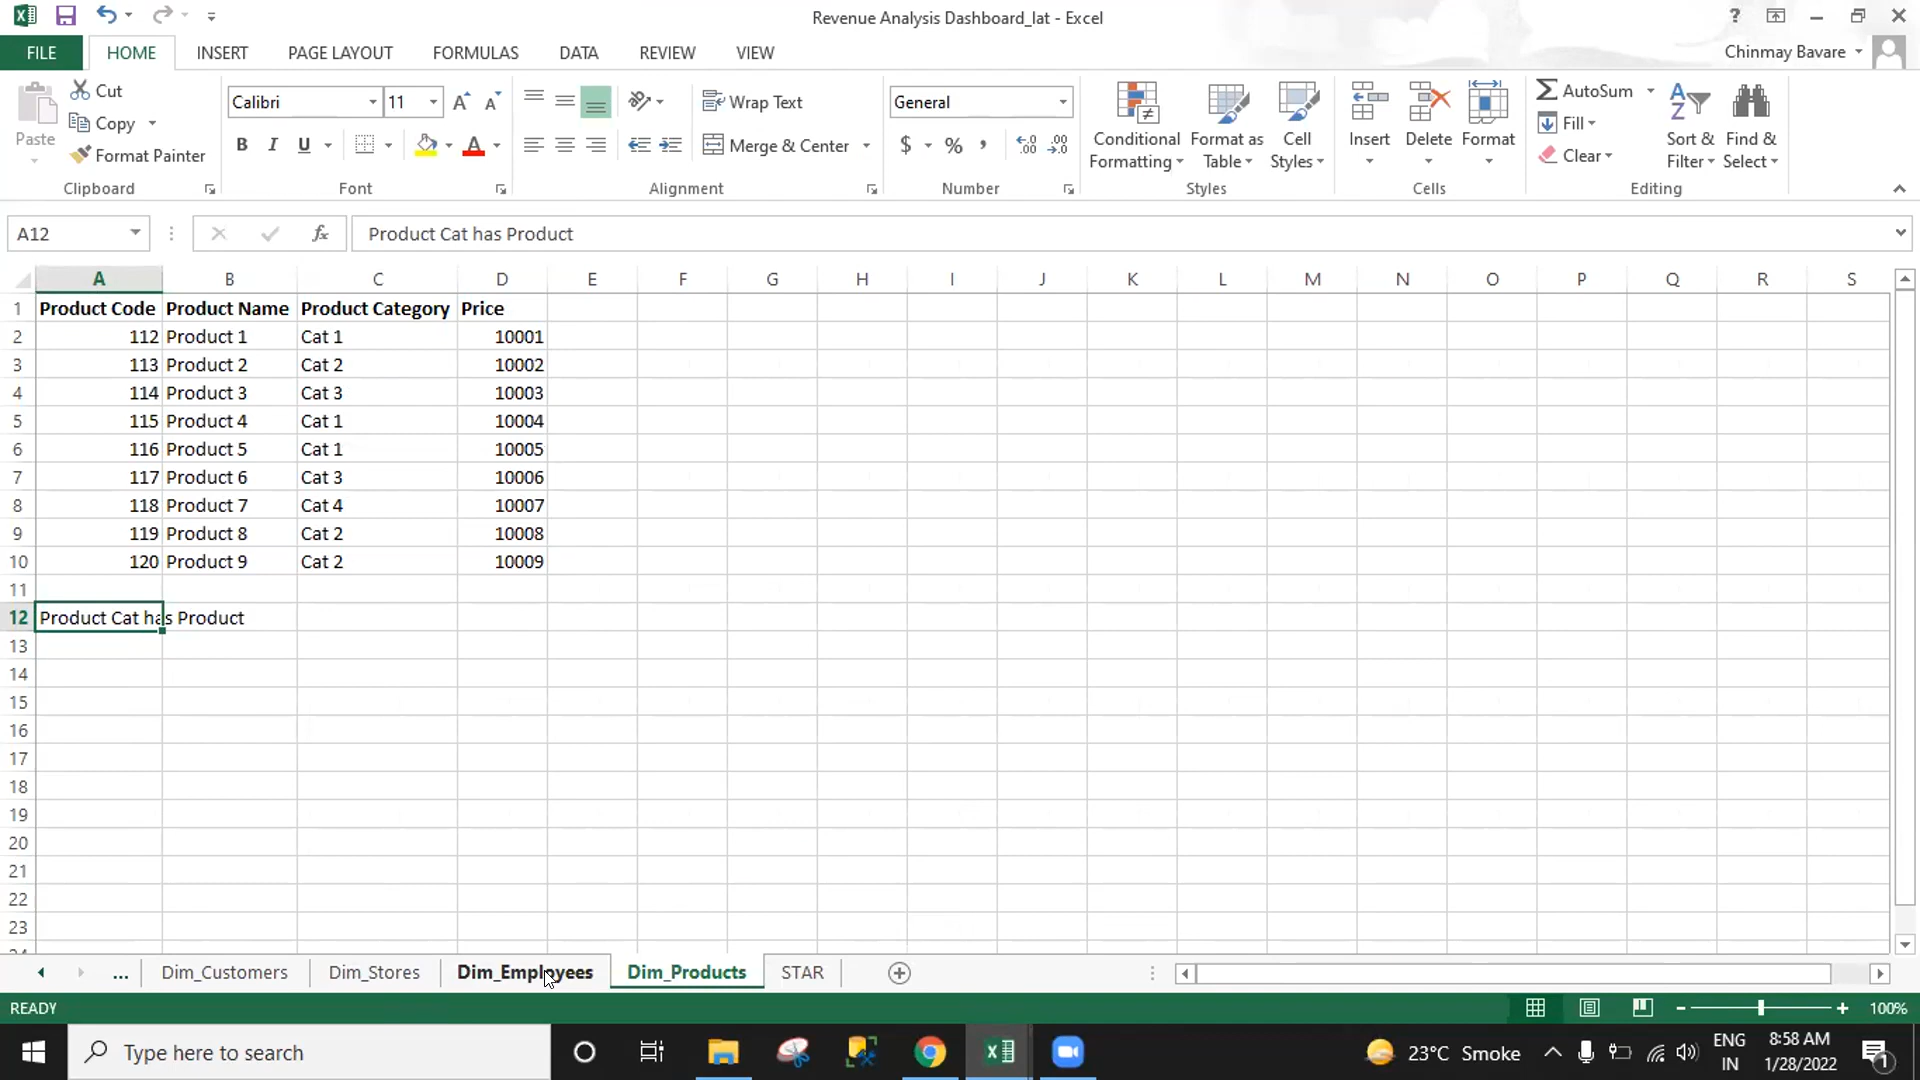 Revenue Analysis Dashboard_lat - Excel
?
FILE HOME INSERT PAGE LAYOUT FORMULAS DATA REVIEW VIEW
Chinmay Bavare
Paste
Cut
Copy
Format Painter
Clipboard
Calibri 11
B I U
Font
Wrap Text
Merge & Center
Alignment
General
$ % ,
Number
Conditional Formatting
Format as Table
Cell Styles
Styles
Insert
Delete
Format
Cells
AutoSum
Fill
Clear
Sort & Filter
Find & Select
Editing
A12 fx Product Cat has Product
A B C D E F G H I J K L M N O P Q R S
1 Product Code Product Name Product Category Price
2 112 Product 1 Cat 1 10001
3 113 Product 2 Cat 2 10002
4 114 Product 3 Cat 3 10003
5 115 Product 4 Cat 1 10004
6 116 Product 5 Cat 1 10005
7 117 Product 6 Cat 3 10006
8 118 Product 7 Cat 4 10007
9 119 Product 8 Cat 2 10008
10 120 Product 9 Cat 2 10009
11
12 Product Cat has Product
13
14
15
16
17
18
19
20
21
22
23
24
... Dim_Customers Dim_Stores Dim_Employees Dim_Products STAR
READY 100%
Type here to search
23°C Smoke
ENG
IN
8:58 AM
1/28/2022
1